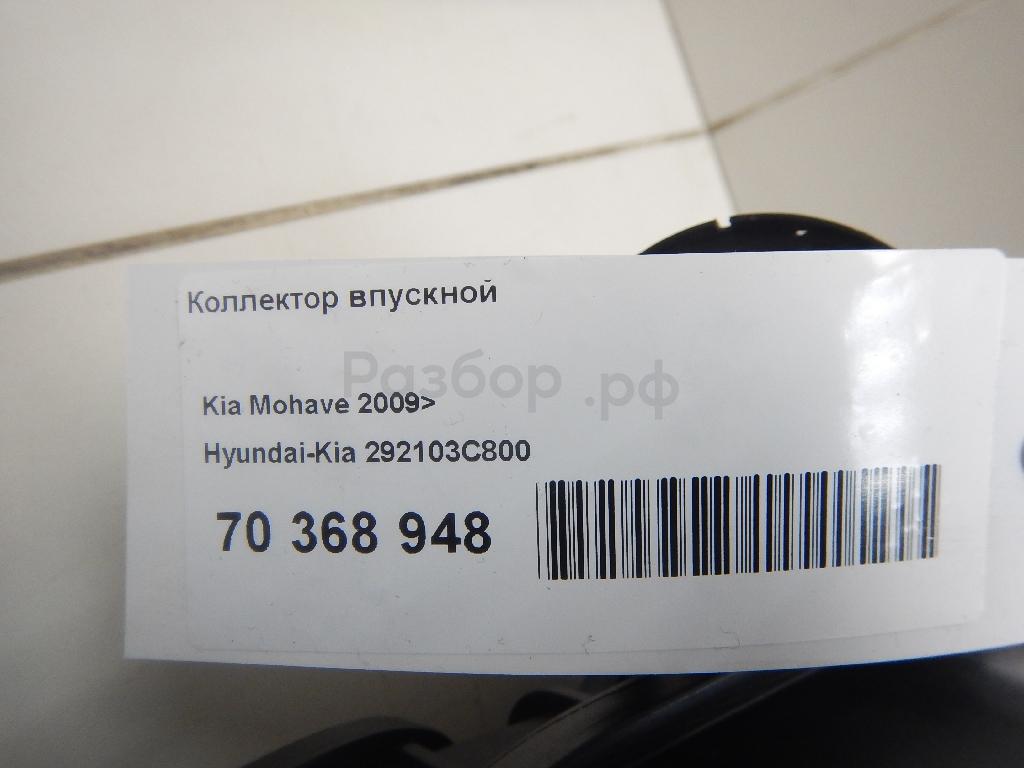 Коллектор впускной
Разбор.рф
Kia Mohave 2009>
Hyundai-Kia 292103C800
70 368 948